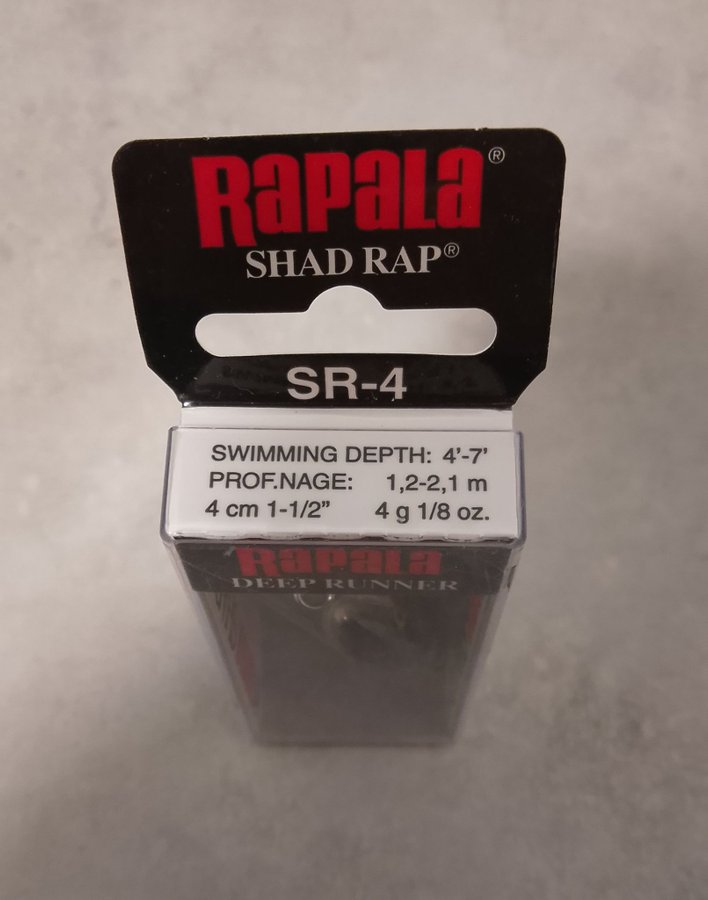 RAPALA®
SHAD RAP®
SR-4
SWIMMING DEPTH: 4'-7'
PROF.NAGE: 1,2-2,1 m
4 cm 1-1/2" 4 g 1/8 oz.
RAPALA
DEEP RUNNER